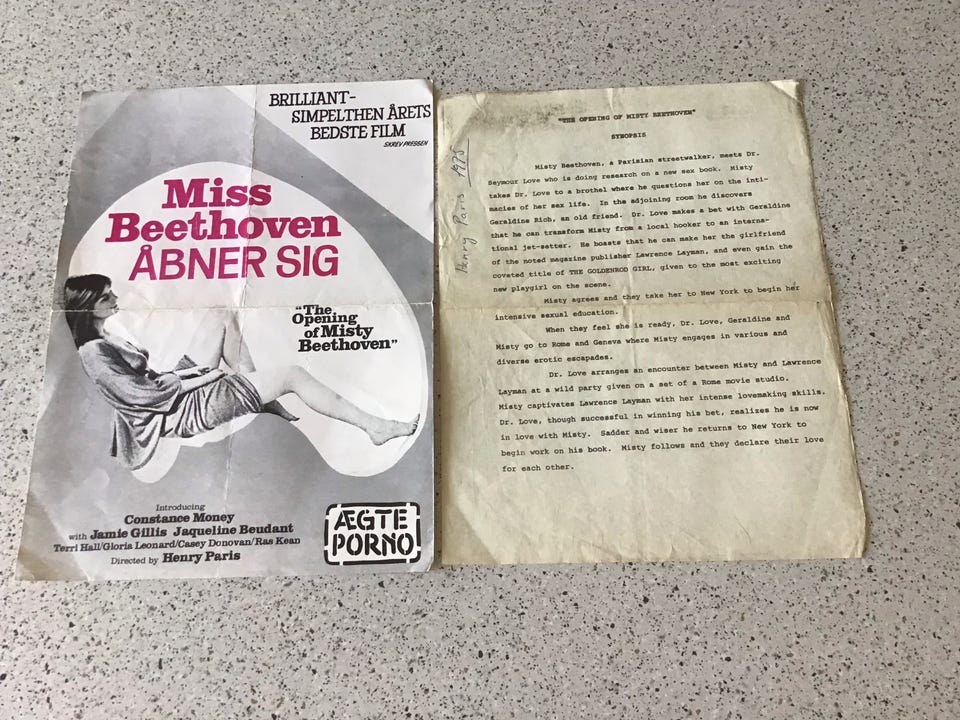 BRILLIANT-
SIMPELTHEN ÅRETS
BEDSTE FILM
SKREV PRESSEN
Miss
Beethoven
ÅBNER SIG
"The
Opening
of Misty
Beethoven"
Introducing
Constance Money
with Jamie Gillis Jaqueline Beudant
Terri Hall/Gloria Leonard/Casey Donovan/Ras Kean
Directed by Henry Paris
ÆGTE
PORNO
Henry Paris 1975
"THE OPENING OF MISTY BEETHOVEN"
SYNOPSIS
Misty Beethoven, a Parisian streetwalker, meets Dr.
Seymour Love who is doing research on a new sex book. Misty
takes Dr. Love to a brothel where he questions her on the inti-
macies of her sex life. In the adjoining room he discovers
Geraldine Rich, an old friend. Dr. Love makes a bet with Geraldine
that he can transform Misty from a local hooker to an interna-
tional jet-setter. He boasts that he can make her the girlfriend
of the noted magazine publisher Lawrence Layman, and even gain the
coveted title of THE GOLDENROD GIRL, given to the most exciting
new playgirl on the scene.
Misty agrees and they take her to New York to begin her
intensive sexual education.
When they feel she is ready, Dr. Love, Geraldine and
Misty go to Rome and Geneva where Misty engages in various and
diverse erotic escapades.
Dr. Love arranges an encounter between Misty and Lawrence
Layman at a wild party given on a set of a Rome movie studio.
Misty captivates Lawrence Layman with her intense lovemaking skills.
Dr. Love, though successful in winning his bet, realizes he is now
in love with Misty. Sadder and wiser he returns to New York to
begin work on his book. Misty follows and they declare their love
for each other.